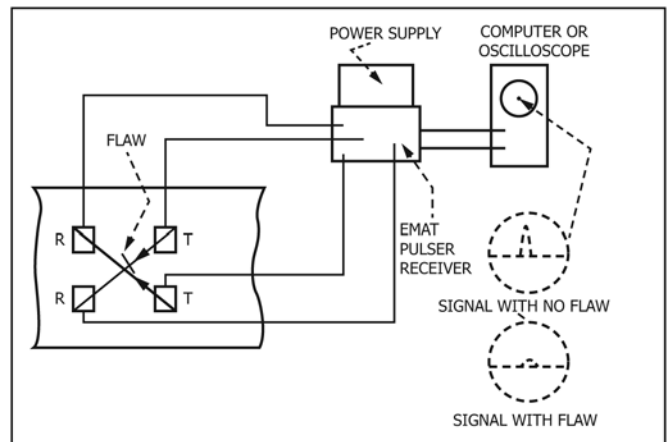 POWER SUPPLY
COMPUTER OR
OSCILLOSCOPE
FLAW
EMAT
PULSER
RECEIVER
R
T
R
T
SIGNAL WITH NO FLAW
SIGNAL WITH FLAW